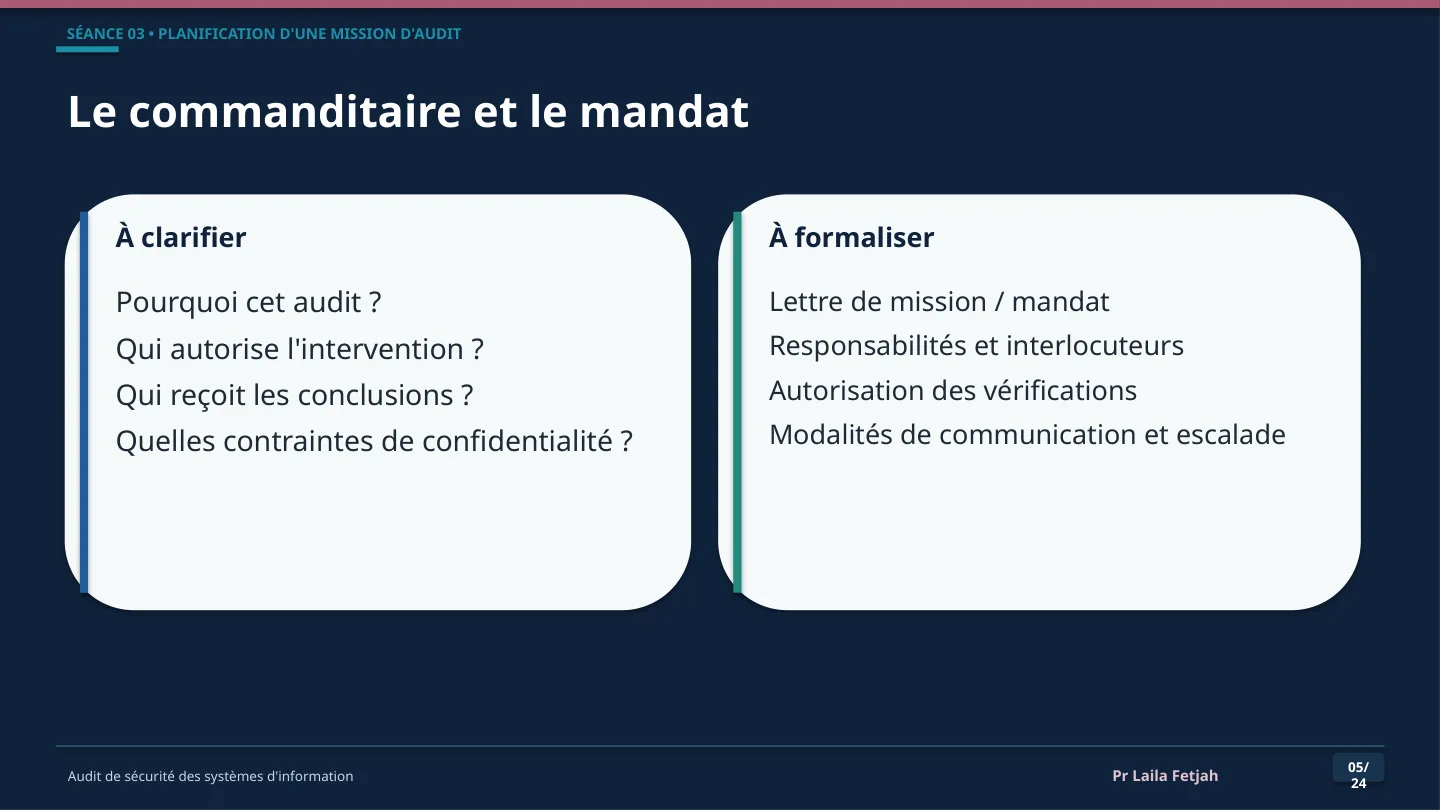 SÉANCE 03 • PLANIFICATION D'UNE MISSION D'AUDIT
Le commanditaire et le mandat
À clarifier
Pourquoi cet audit ?
Qui autorise l'intervention ?
Qui reçoit les conclusions ?
Quelles contraintes de confidentialité ?
À formaliser
Lettre de mission / mandat
Responsabilités et interlocuteurs
Autorisation des vérifications
Modalités de communication et escalade
Audit de sécurité des systèmes d'information
Pr Laila Fetjah
05/
24